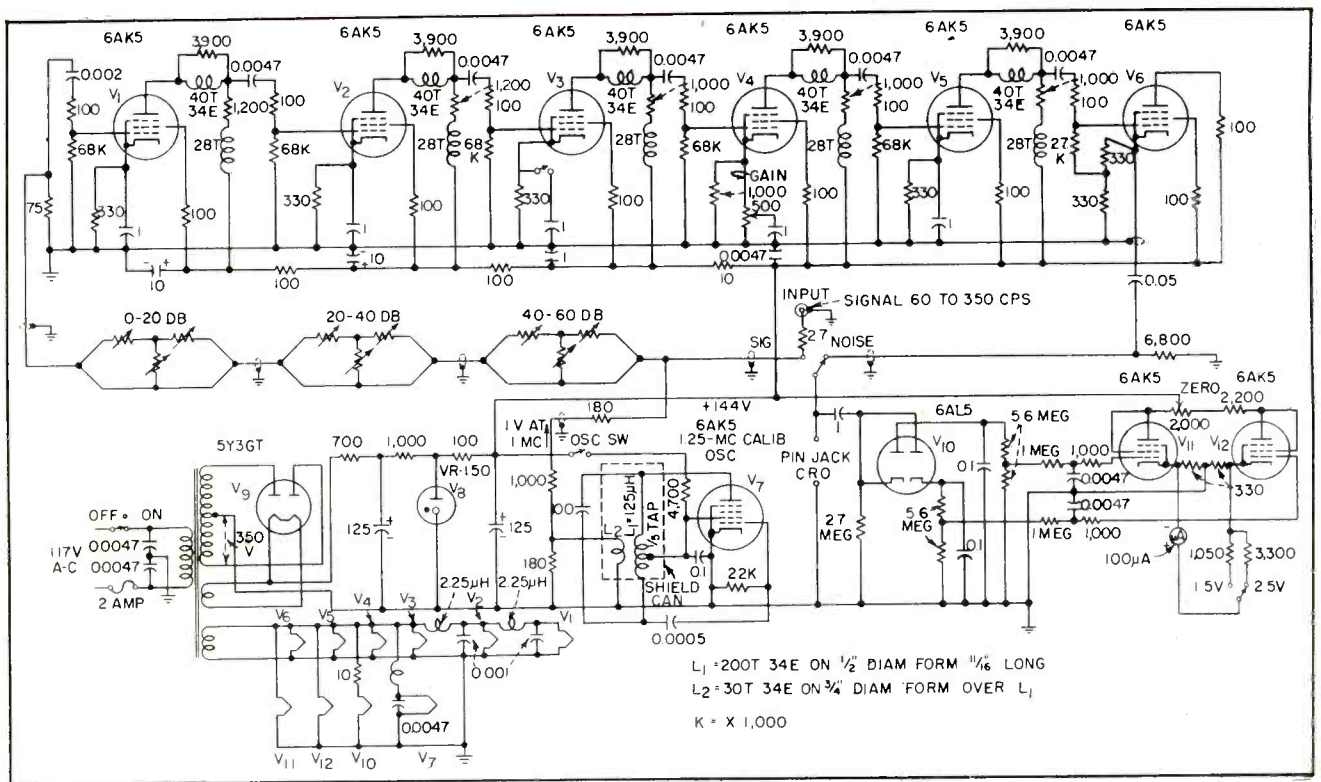 6AK5 6AK5 6AK5 6AK5 6AK5
3,900 3,900 3,900 3,900 3,900
0.002 0.0047 0.0047 0.0047 0.0047 0.0047
V1 V2 V3 V4 V5 V6
100 40T 34E 1,200 100 40T 34E 1,200 100 40T 34E 1,000 100 40T 34E 1,000 100 40T 34E 1,000 100 100
68K 28T 68K 28T 68K 28T 68K 28T 68K 28T 27K 330
GAIN
75 330 100 330 100 330 100 1,000 500 100 330 100 330 100
1 1 1 1 1
- + 10 100 10 100 1 10 0.0047 0.05
INPUT SIGNAL 60 TO 350 CPS
0-20 DB 20-40 DB 40-60 DB
27
SIG NOISE 6,800
180 +144V
6AK5 6AK5
ZERO 2,200
2,000
1 V AT 1 MC
OSC SW
6AK5
1.25-MC CALIB OSC
6AL5
5.6 MEG
5Y3GT 700 1,000 100
VR-150
V9 V8 V7 V10 V11 V12
PIN JACK CRO
1 MEG 1,000
0.0047
0.0047
330
1,000 L2 L1=125μH 1/5 TAP 4,700
OFF ON
350 V
117V A-C
0.0047
0.0047
2 AMP
125 + 125 +
180
SHIELD CAN
0.1 22K
2.7 MEG
5.6 MEG
0.1
1 MEG 1,000
100μA
1,050 3,300
1.5V 2.5V
2.25μH 2.25μH
V6 V5 V4 V3 V2 V1
0.0005
10 0.001
0.0047
V11 V12 V10 V7
L1 = 200T 34E ON 1/2" DIAM FORM 11/16" LONG
L2 = 30T 34E ON 3/4" DIAM FORM OVER L1
K = X 1,000